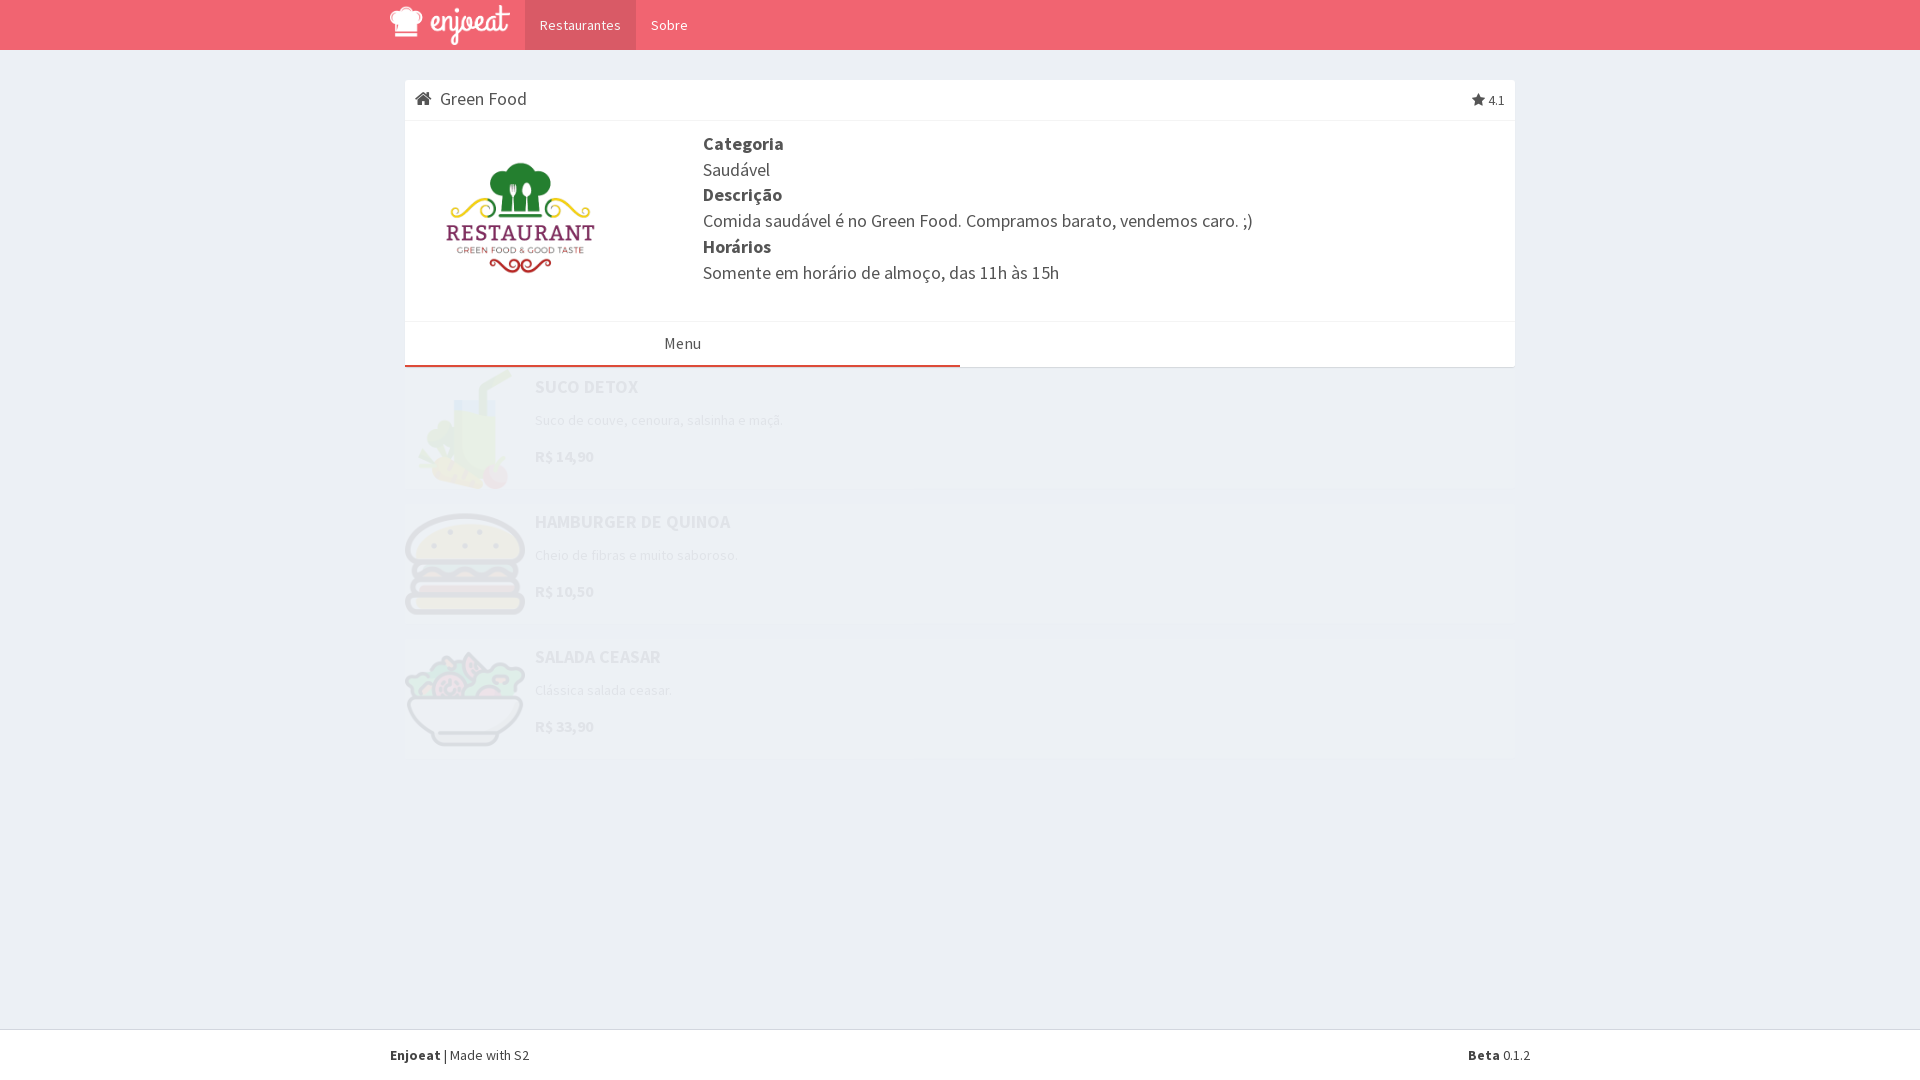 enjoeat
Restaurantes
Sobre
Green Food
4.1
RESTAURANT
GREEN FOOD & GOOD TASTE
Categoria
Saudável
Descrição
Comida saudável é no Green Food. Compramos barato, vendemos caro. ;)
Horários
Somente em horário de almoço, das 11h às 15h
Menu
SUCO DETOX
Suco de couve, cenoura, salsinha e maçã.
R$ 14,90
HAMBURGER DE QUINOA
Cheio de fibras e muito saboroso.
R$ 10,50
SALADA CEASAR
Clássica salada ceasar.
R$ 33,90
Enjoeat | Made with S2
Beta 0.1.2